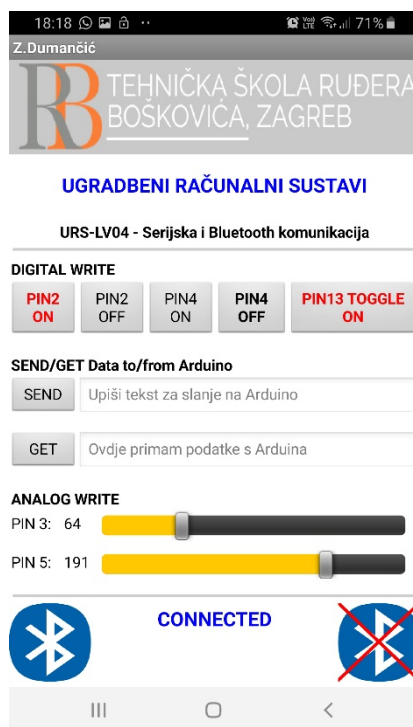 18:18 71%
Z.Dumančić
TEHNIČKA ŠKOLA RUĐERA
BOŠKOVIĆA, ZAGREB
UGRADBENI RAČUNALNI SUSTAVI
URS-LV04 - Serijska i Bluetooth komunikacija
DIGITAL WRITE
PIN2 ON PIN2 OFF PIN4 ON PIN4 OFF PIN13 TOGGLE ON
SEND/GET Data to/from Arduino
SEND Upiši tekst za slanje na Arduino
GET Ovdje primam podatke s Arduina
ANALOG WRITE
PIN 3: 64
PIN 5: 191
CONNECTED